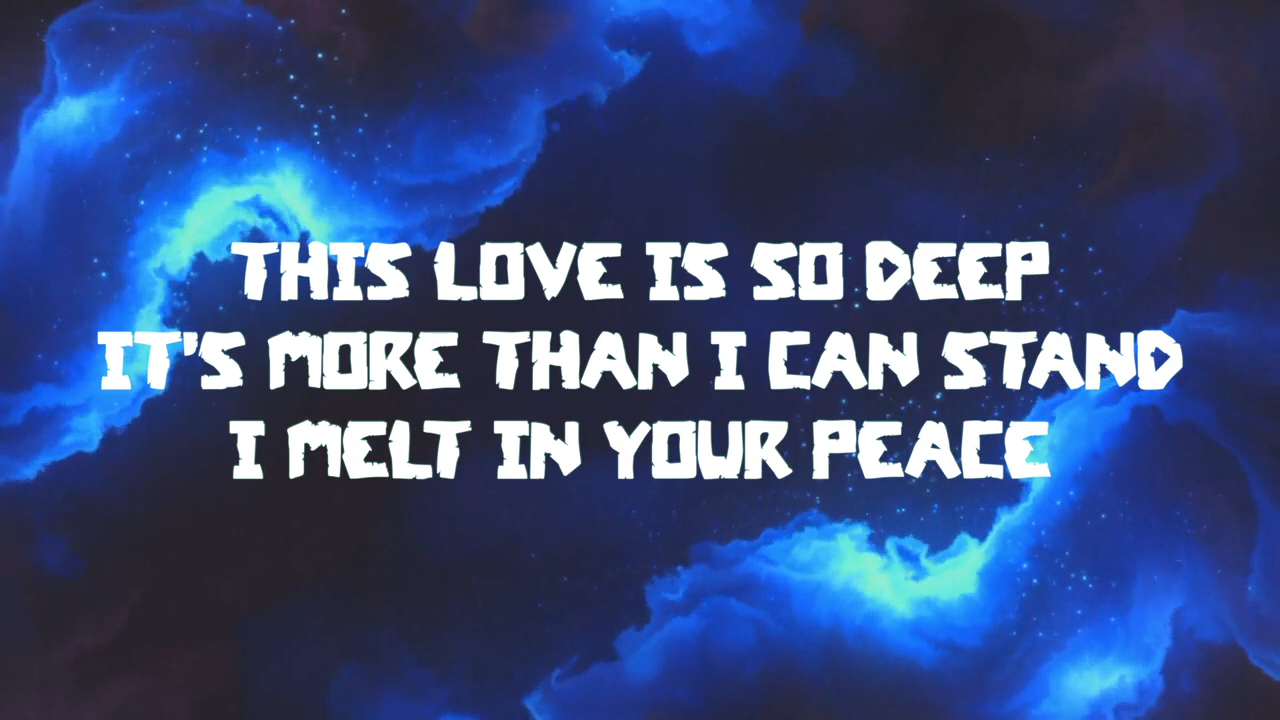 THIS LOVE IS SO DEEP
IT'S MORE THAN I CAN STAND
I MELT IN YOUR PEACE